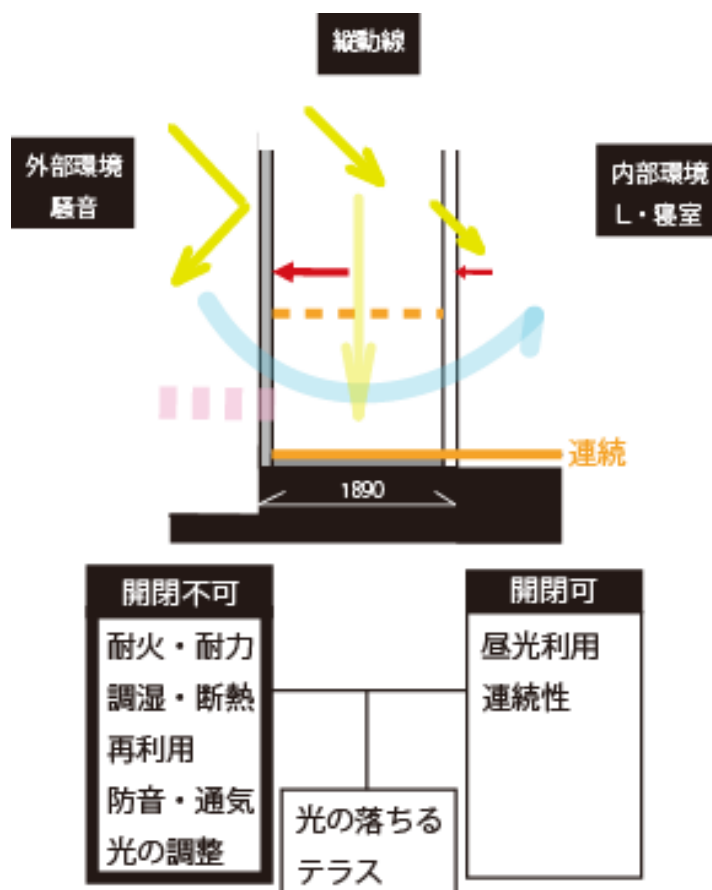 縦動線
外部環境
騒音
内部環境
L・寝室
連続
1890
開閉不可
耐火・耐力
調湿・断熱
再利用
防音・通気
光の調整
開閉可
昼光利用
連続性
光の落ちる
テラス